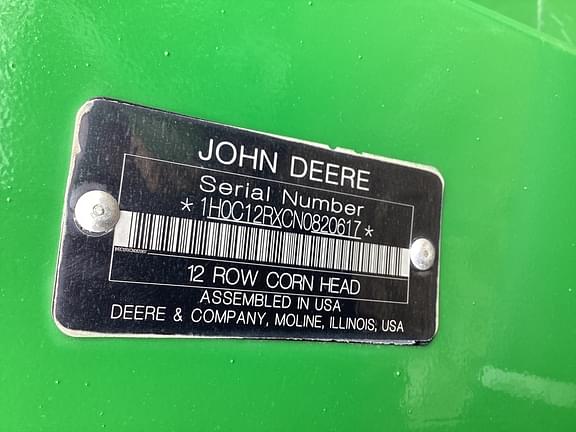 JOHN DEERE
Serial Number
*1H0C12RXCN0820617*
12 ROW CORN HEAD
ASSEMBLED IN USA
DEERE & COMPANY, MOLINE, ILLINOIS, USA